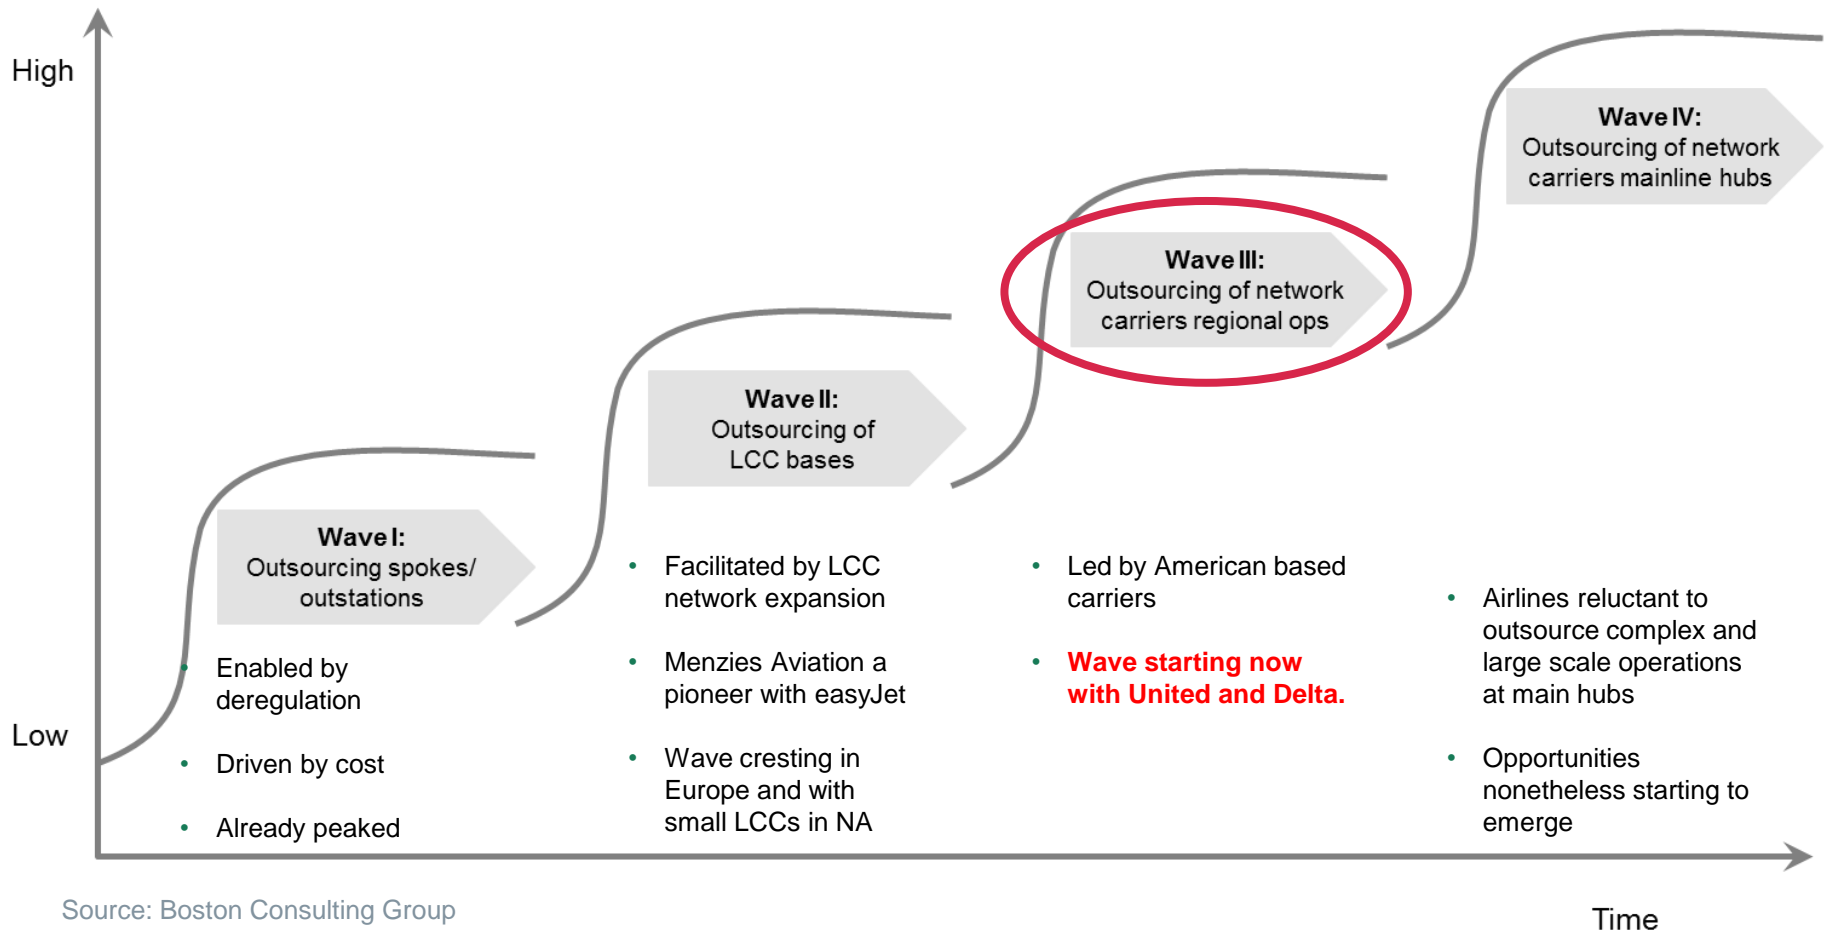 High
Wave IV:
Outsourcing of network
carriers mainline hubs
Wave III:
Outsourcing of network
carriers regional ops
Wave II:
Outsourcing of
LCC bases
Wave I:
Outsourcing spokes/
outstations
• Enabled by
deregulation
• Driven by cost
• Already peaked
• Facilitated by LCC
network expansion
• Menzies Aviation a
pioneer with easyJet
• Wave cresting in
Europe and with
small LCCs in NA
• Led by American based
carriers
• Wave starting now
with United and Delta.
• Airlines reluctant to
outsource complex and
large scale operations
at main hubs
• Opportunities
nonetheless starting to
emerge
Low
Source: Boston Consulting Group
Time